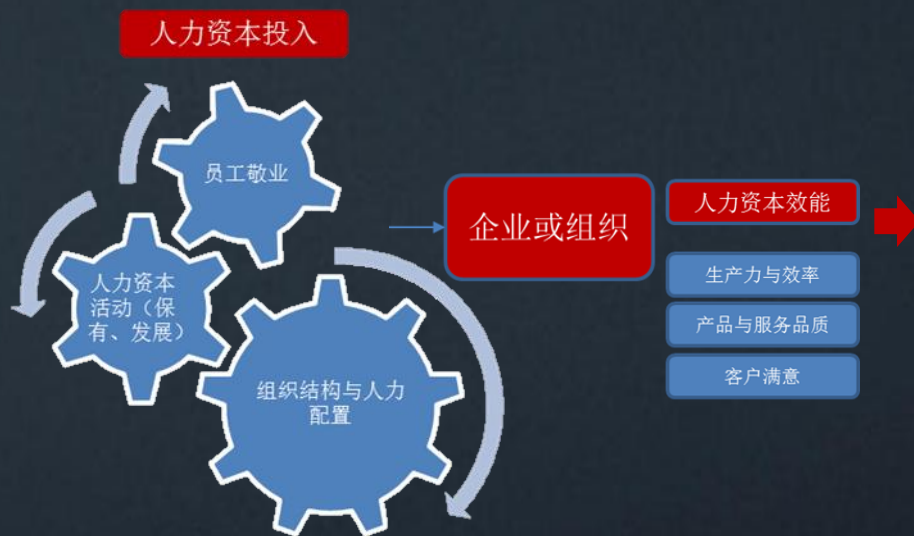 人力资本投入
员工敬业
人力资本
活动（保
有、发展）
组织结构与人力
配置
企业或组织
人力资本效能
生产力与效率
产品与服务品质
客户满意